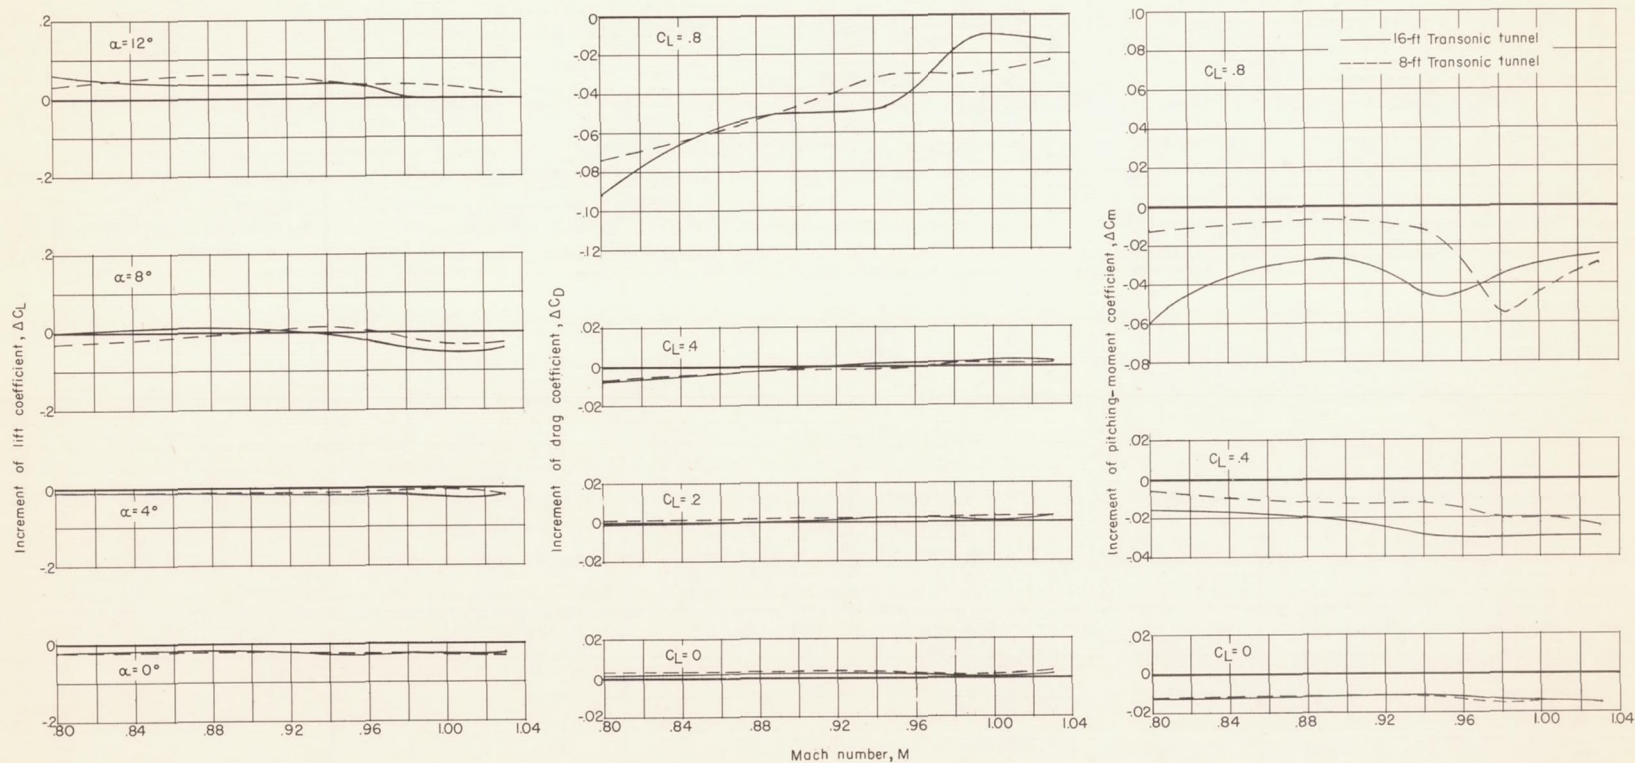 Increment of lift coefficient, ΔCL
.2
α=12°
0
-.2
.2
α=8°
0
-.2
0
α=4°
-.2
0
α=0°
-.2
.80 .84 .88 .92 .96 1.00 1.04
Increment of drag coefficient, ΔCD
0
CL=.8
-.02
-.04
-.06
-.08
-.10
-.12
.02
CL=.4
0
-.02
.02
CL=.2
0
-.02
.02
CL=0
0
-.02
.80 .84 .88 .92 .96 1.00 1.04
Mach number, M
Increment of pitching-moment coefficient, ΔCm
.10
16-ft Transonic tunnel
8-ft Transonic tunnel
.08
CL=.8
.06
.04
.02
0
-.02
-.04
-.06
-.08
.02
CL=.4
0
-.02
-.04
.02
CL=0
0
-.02
.80 .84 .88 .92 .96 1.00 1.04